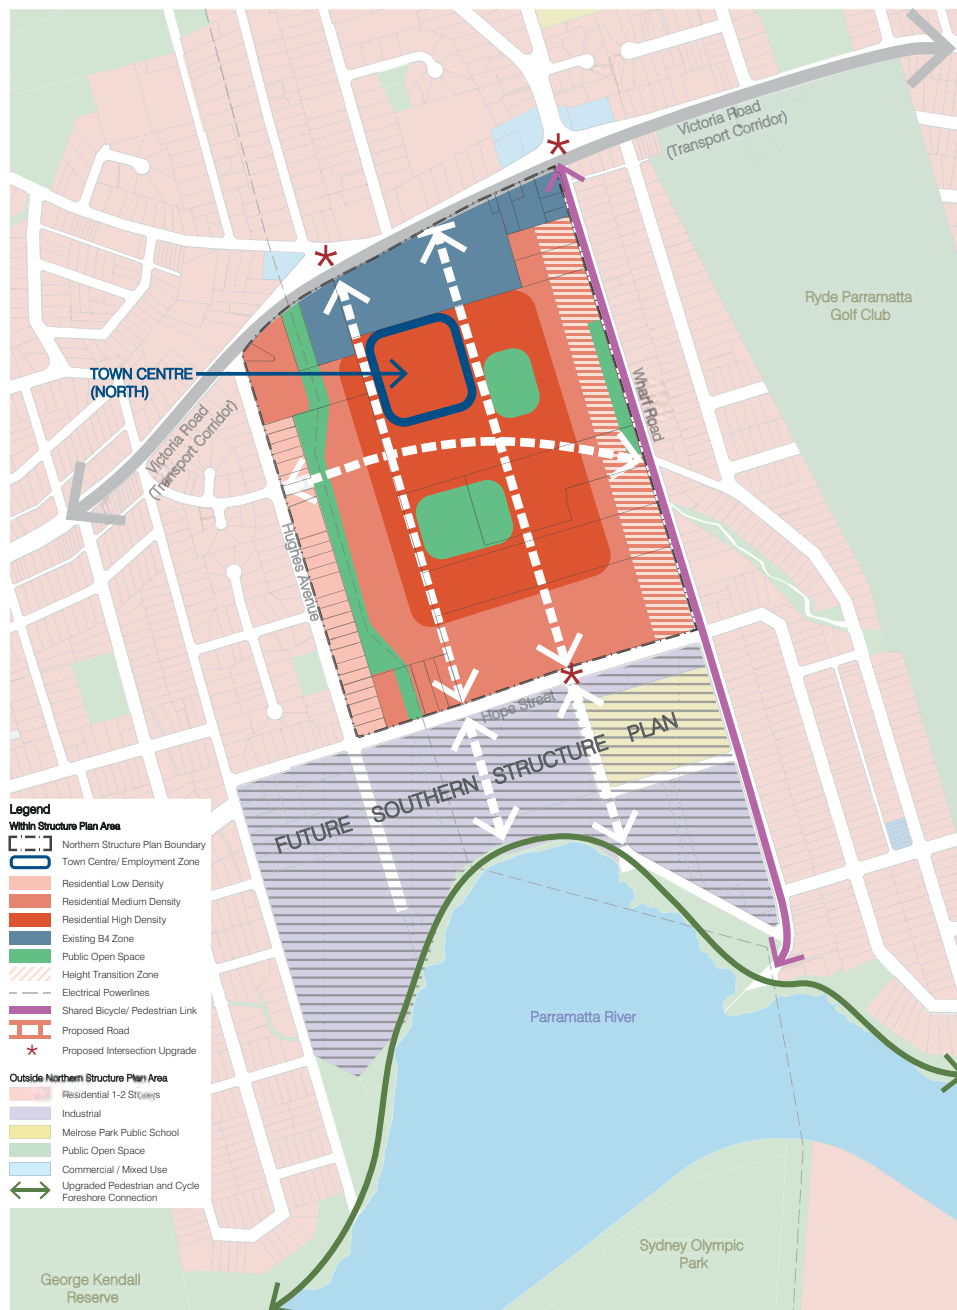 Victoria Road
(Transport Corridor)
Ryde Parramatta
Golf Club
TOWN CENTRE
(NORTH)
Wharf Road
Victoria Road
(Transport Corridor)
Hughes Avenue
Hope Street
FUTURE SOUTHERN STRUCTURE PLAN
Parramatta River
Sydney Olympic
Park
George Kendall
Reserve
Legend
Within Structure Plan Area
Northern Structure Plan Boundary
Town Centre/ Employment Zone
Residential Low Density
Residential Medium Density
Residential High Density
Existing B4 Zone
Public Open Space
Height Transition Zone
Electrical Powerlines
Shared Bicycle/ Pedestrian Link
Proposed Road
Proposed Intersection Upgrade
Outside Northern Structure Plan Area
Residential 1-2 Storeys
Industrial
Melrose Park Public School
Public Open Space
Commercial / Mixed Use
Upgraded Pedestrian and Cycle
Foreshore Connection